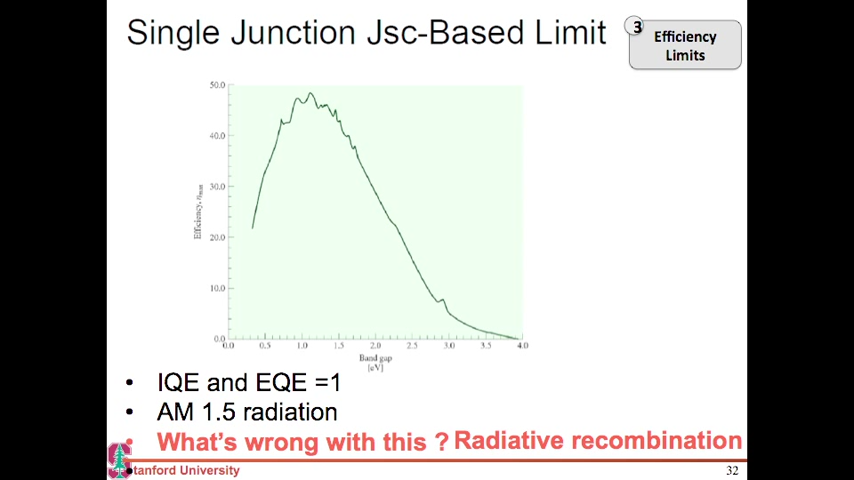 Single Junction Jsc-Based Limit
3
Efficiency
Limits
50.0
40.0
30.0
20.0
10.0
0.0
Efficiency, ηmax
0.0 0.5 1.0 1.5 2.0 2.5 3.0 3.5 4.0
Band gap
[eV]
• IQE and EQE =1
• AM 1.5 radiation
• What's wrong with this ? Radiative recombination
Stanford University
32